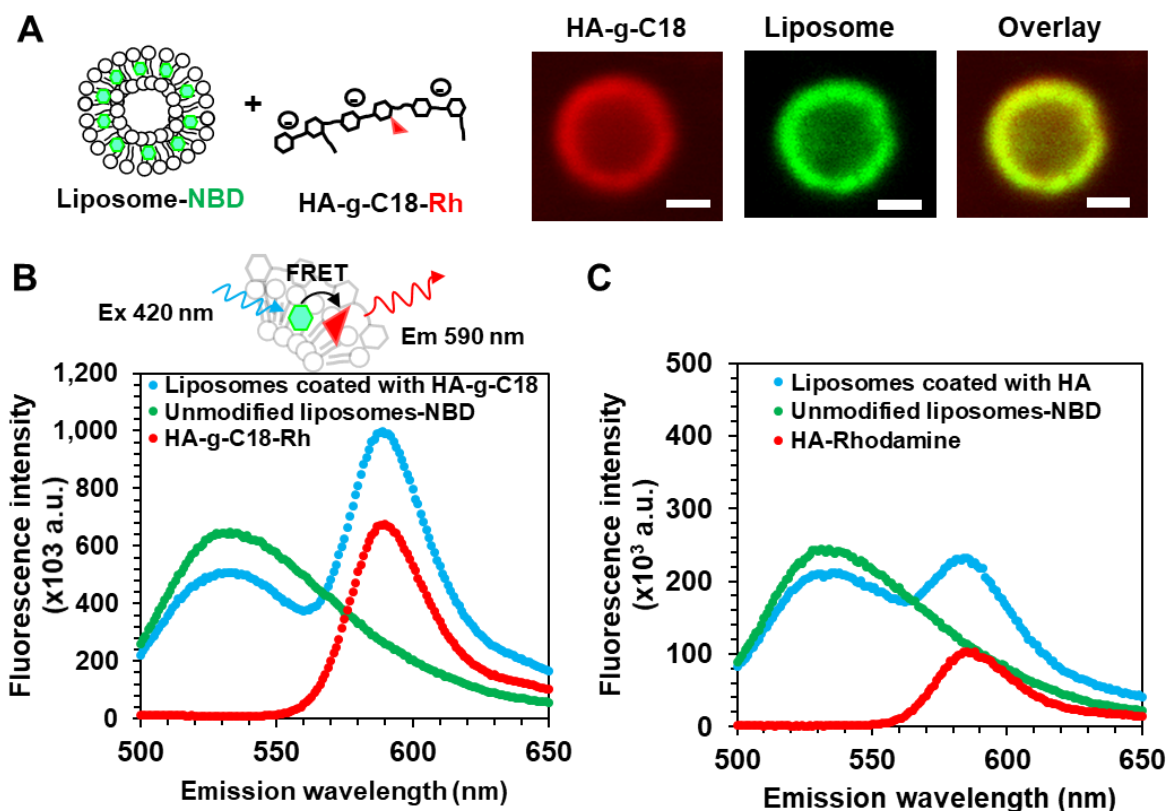 A
Liposome-NBD
+
HA-g-C18-Rh
HA-g-C18
Liposome
Overlay
B
FRET
Ex 420 nm
Em 590 nm
Fluorescence intensity
(x103 a.u.)
1,200
1,000
800
600
400
200
0
Liposomes coated with HA-g-C18
Unmodified liposomes-NBD
HA-g-C18-Rh
500 550 600 650
Emission wavelength (nm)
C
Fluorescence intensity
(x10³ a.u.)
500
400
300
200
100
0
Liposomes coated with HA
Unmodified liposomes-NBD
HA-Rhodamine
500 550 600 650
Emission wavelength (nm)